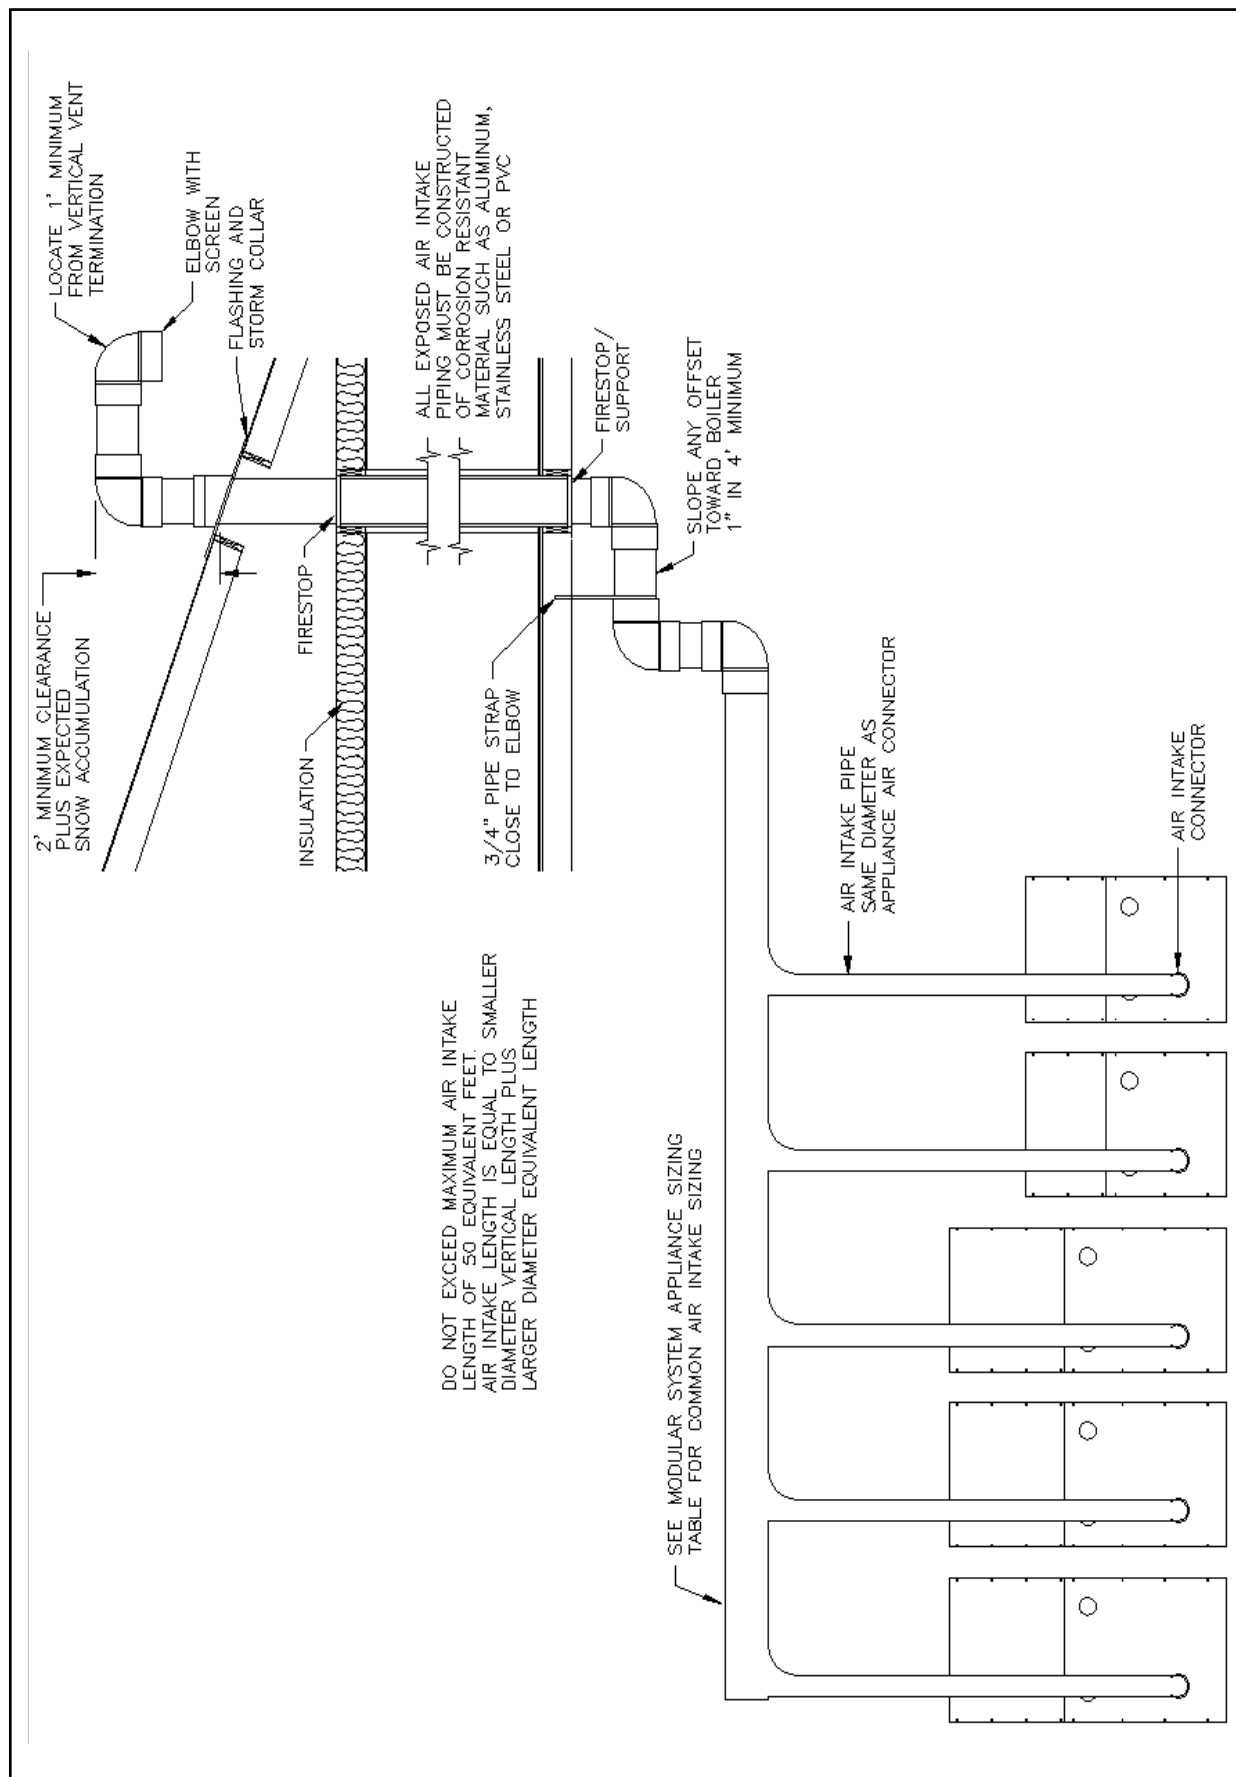 2' MINIMUM CLEARANCE
PLUS EXPECTED
SNOW ACCUMULATION
LOCATE 1' MINIMUM
FROM VERTICAL VENT
TERMINATION
ELBOW WITH
SCREEN
FLASHING AND
STORM COLLAR
FIRESTOP
INSULATION
ALL EXPOSED AIR INTAKE
PIPING MUST BE CONSTRUCTED
OF CORROSION RESISTANT
MATERIAL SUCH AS ALUMINUM,
STAINLESS STEEL OR PVC
3/4" PIPE STRAP
CLOSE TO ELBOW
FIRESTOP/
SUPPORT
SLOPE ANY OFFSET
TOWARD BOILER
1" IN 4' MINIMUM
DO NOT EXCEED MAXIMUM AIR INTAKE
LENGTH OF 50 EQUIVALENT FEET.
AIR INTAKE LENGTH IS EQUAL TO SMALLER
DIAMETER VERTICAL LENGTH PLUS
LARGER DIAMETER EQUIVALENT LENGTH
SEE MODULAR SYSTEM APPLIANCE SIZING
TABLE FOR COMMON AIR INTAKE SIZING
AIR INTAKE PIPE
SAME DIAMETER AS
APPLIANCE AIR CONNECTOR
AIR INTAKE
CONNECTOR